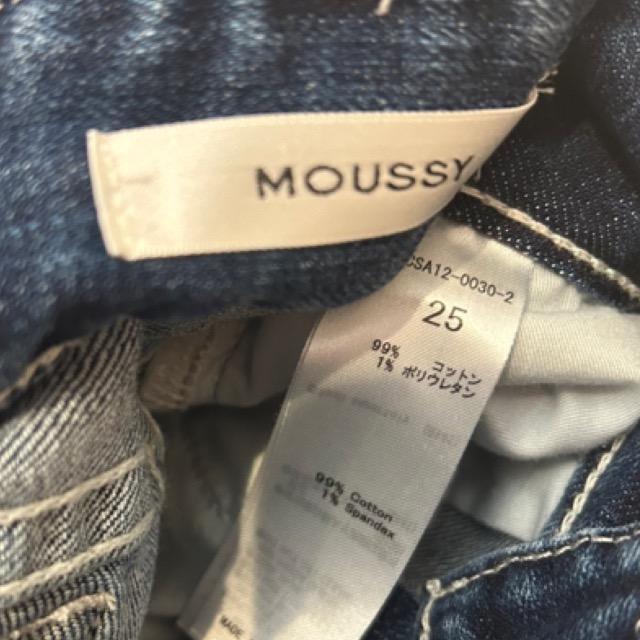 MOUSSY
CSA12-0030-2
25
99% コットン
1% ポリウレタン
99% Cotton
1% Spandex
MADE